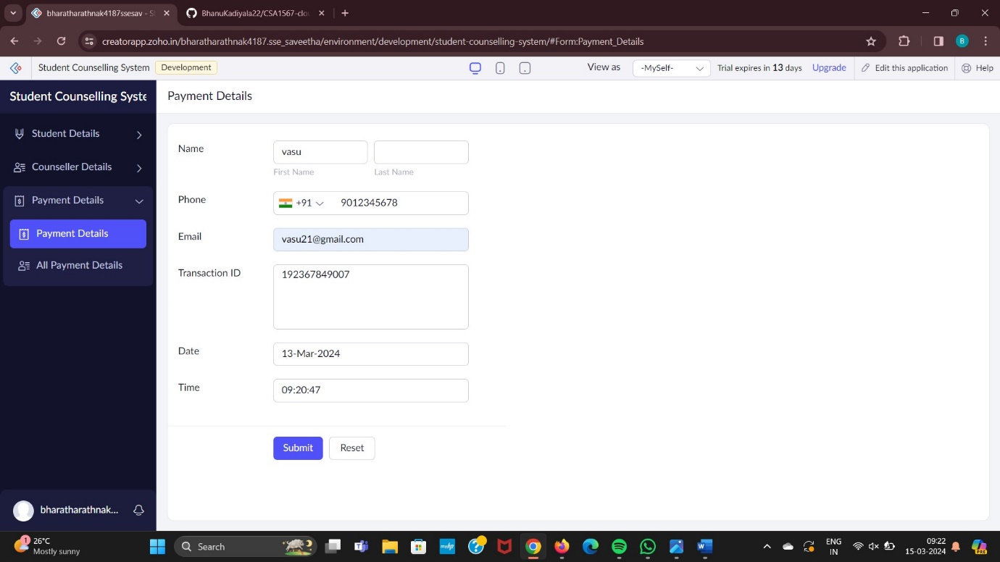 bharatharathnak4187ssesav - S
BhanuKadiyala22/CSA1567-clo
creatorapp.zoho.in/bharatharathnak4187.sse_saveetha/environment/development/student-counselling-system/#Form:Payment_Details
B
Student Counselling System
Development
View as
-MySelf-
Trial expires in 13 days
Upgrade
Edit this application
Help
Student Counselling Syste
Payment Details
Student Details
Counseller Details
Payment Details
Payment Details
All Payment Details
Name
vasu
First Name
Last Name
Phone
+91
9012345678
Email
vasu21@gmail.com
Transaction ID
192367849007
Date
13-Mar-2024
Time
09:20:47
Submit
Reset
bharatharathnak...
1
26°C
Mostly sunny
Search
myhp
ENG
IN
09:22
15-03-2024
PRE